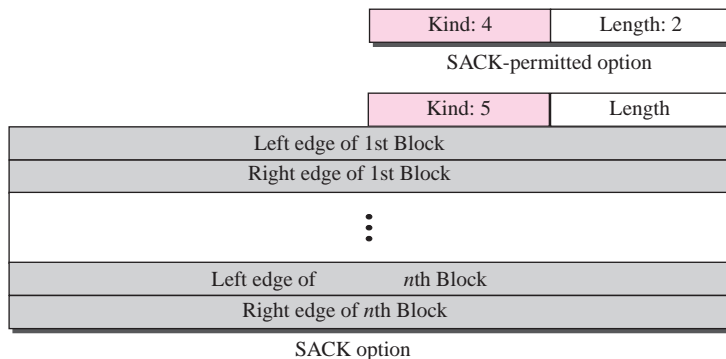 Kind: 4 Length: 2
SACK-permitted option
Kind: 5 Length
Left edge of 1st Block
Right edge of 1st Block
Left edge of nth Block
Right edge of nth Block
SACK option